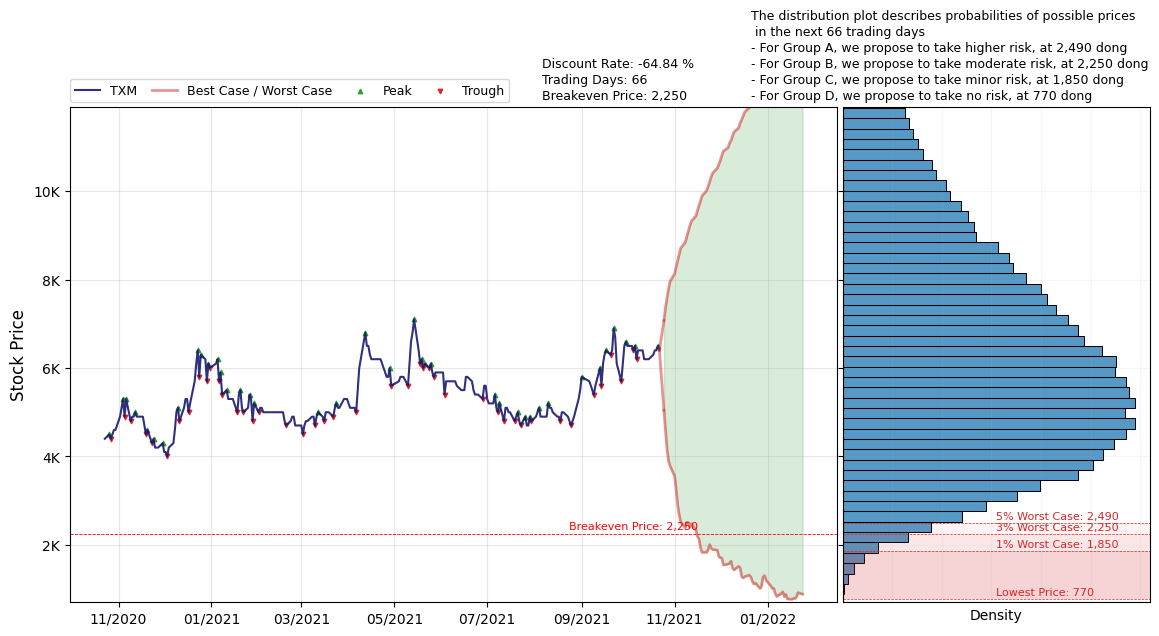 The distribution plot describes probabilities of possible prices
in the next 66 trading days
- For Group A, we propose to take higher risk, at 2,490 dong
- For Group B, we propose to take moderate risk, at 2,250 dong
- For Group C, we propose to take minor risk, at 1,850 dong
- For Group D, we propose to take no risk, at 770 dong
Discount Rate: -64.84 %
Trading Days: 66
Breakeven Price: 2,250
TXM
Best Case / Worst Case
Peak
Trough
Stock Price
10K
8K
6K
4K
2K
Breakeven Price: 2,250
11/2020
01/2021
03/2021
05/2021
07/2021
09/2021
11/2021
01/2022
5% Worst Case: 2,490
3% Worst Case: 2,250
1% Worst Case: 1,850
Lowest Price: 770
Density